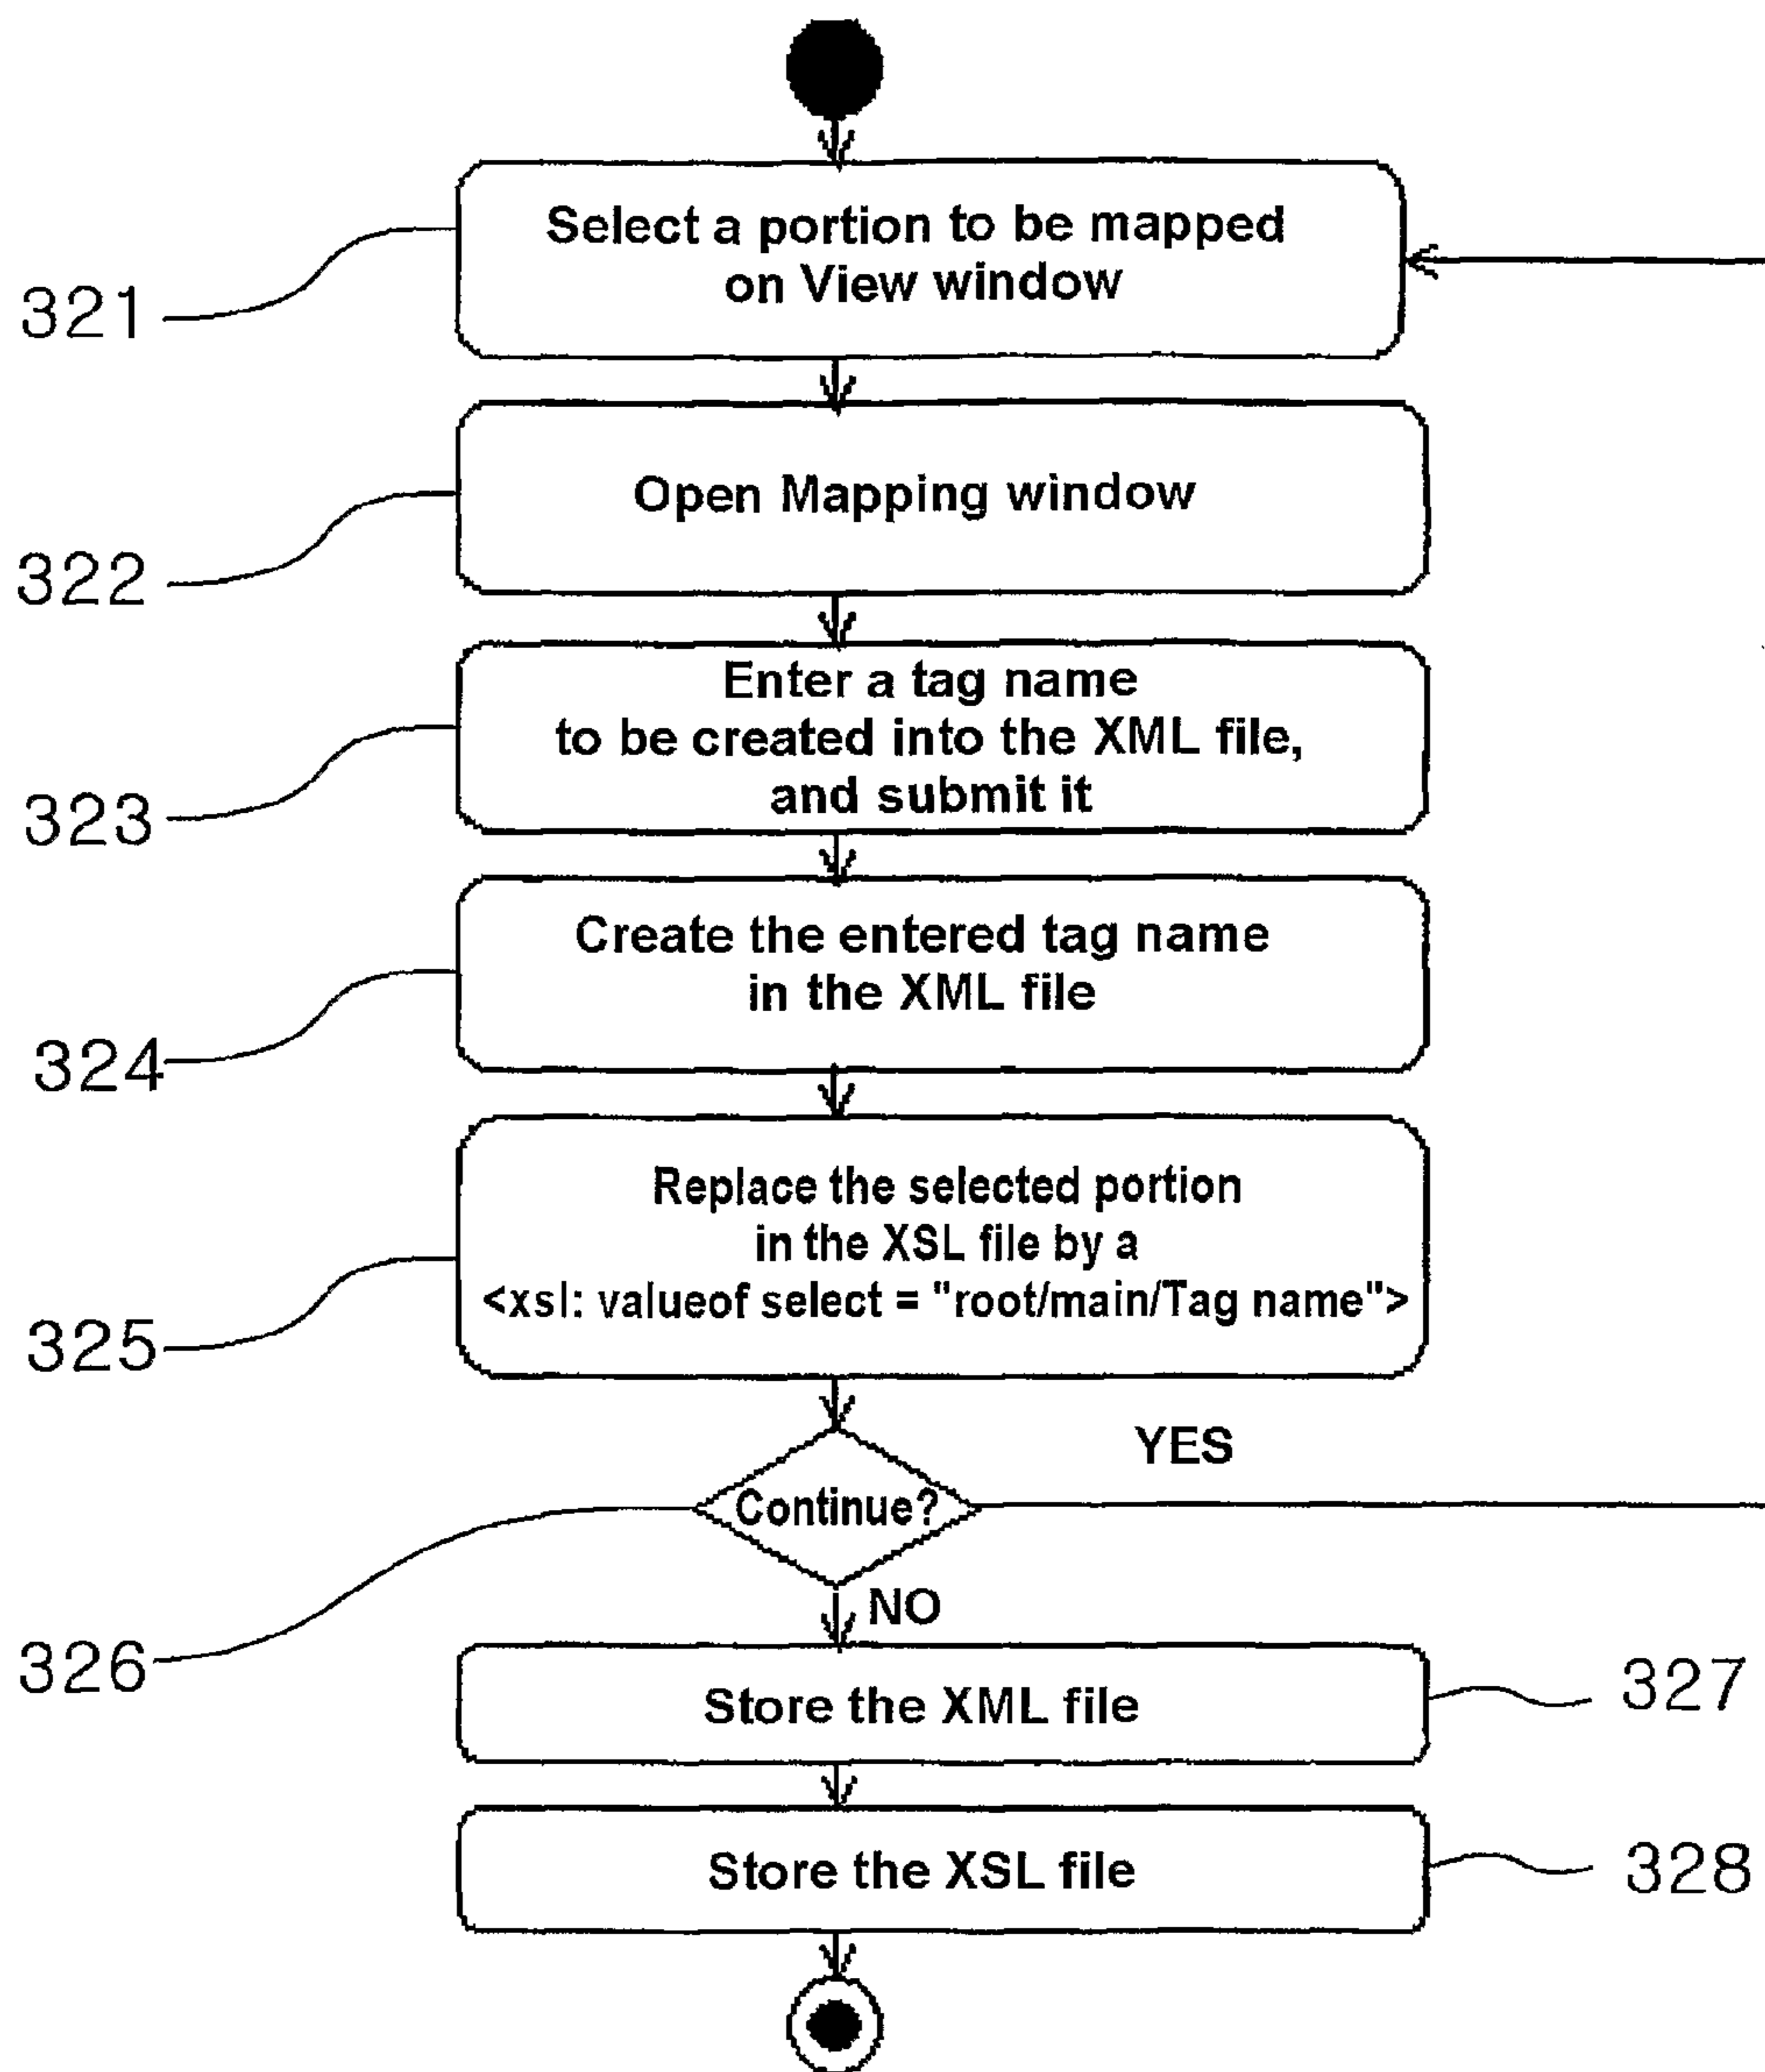 Select a portion to be mapped
on View window
321
Open Mapping window
322
Enter a tag name
to be created into the XML file,
and submit it
323
Create the entered tag name
in the XML file
324
Replace the selected portion
in the XSL file by a
<xsl: valueof select = "root/main/Tag name">
325
YES
Continue?
326
NO
Store the XML file
327
Store the XSL file
328